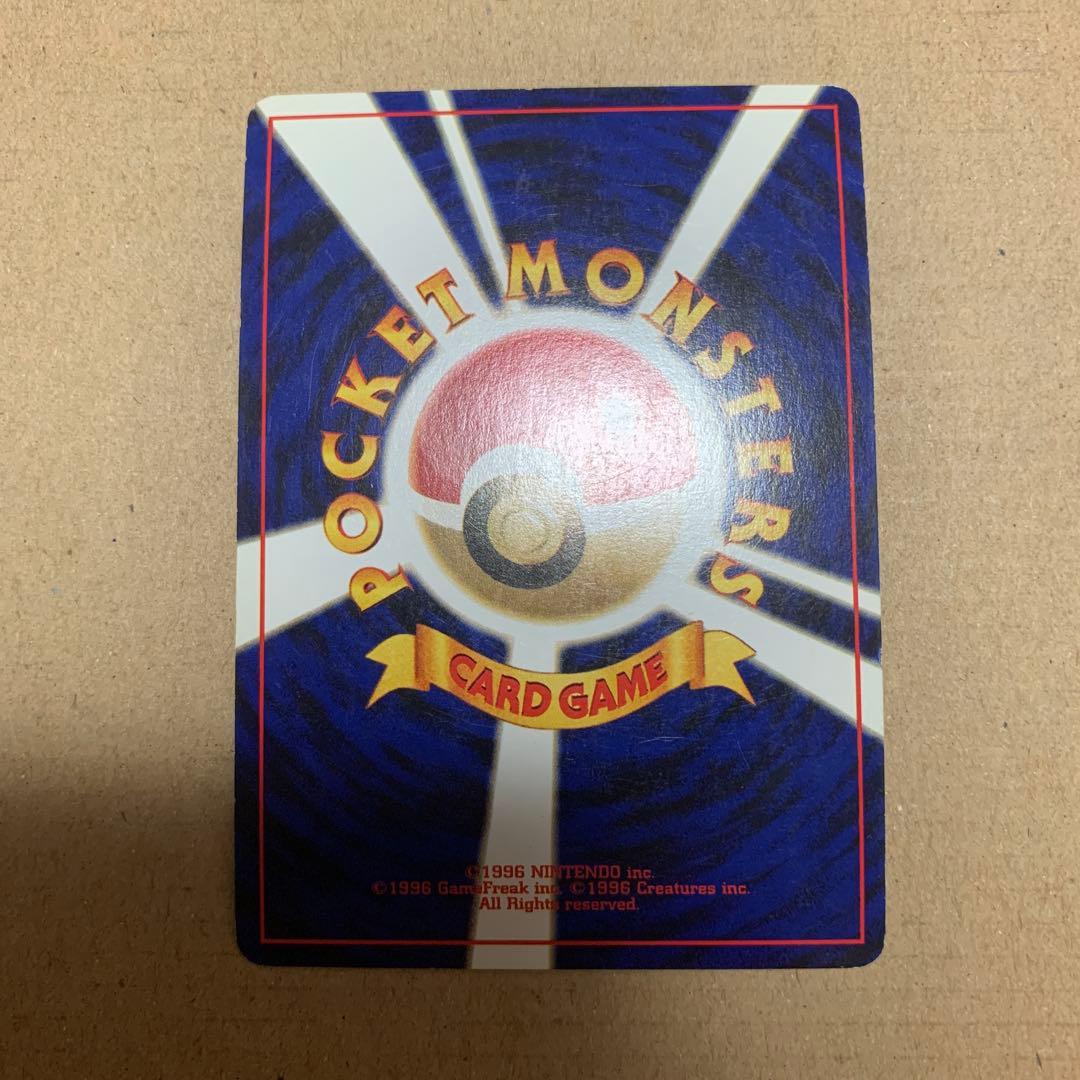 POCKET MONSTERS
CARD GAME
©1996 NINTENDO inc.
©1996 GameFreak inc. ©1996 Creatures inc.
All Rights reserved.